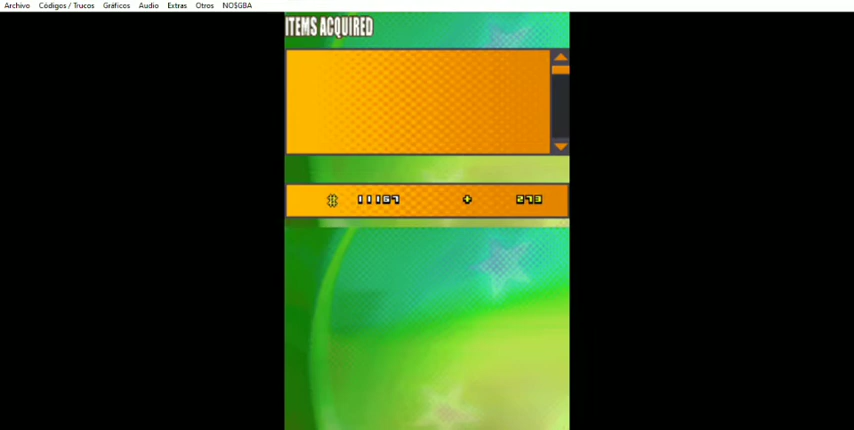 Archivo Códigos / Trucos Gráficos Audio Extras Otros NO$GBA
ITEMS ACQUIRED
# 11167 + 273